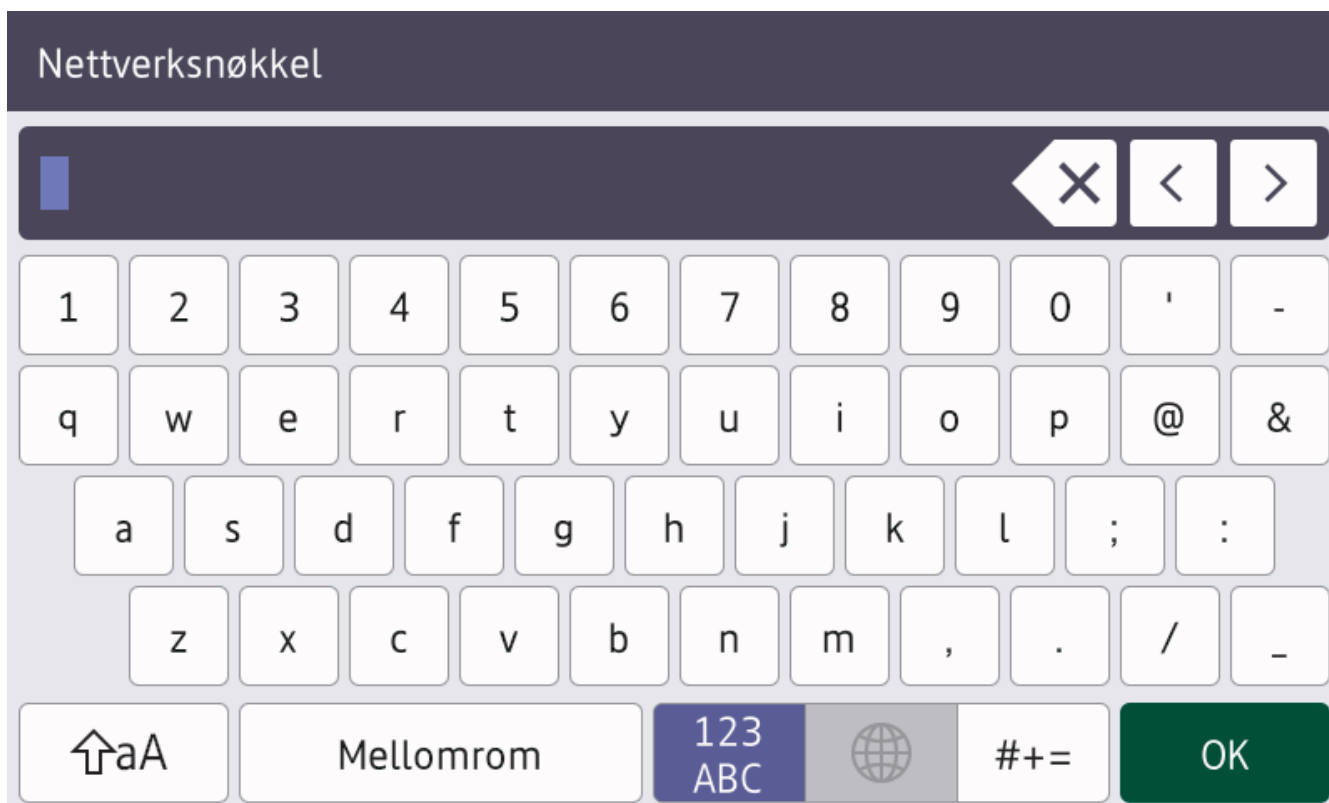 Nettverksnøkkel
1 2 3 4 5 6 7 8 9 0 ' -
q w e r t y u i o p @ &
a s d f g h j k l ; :
z x c v b n m , . / _
aA Mellomrom 123 ABC #+= OK